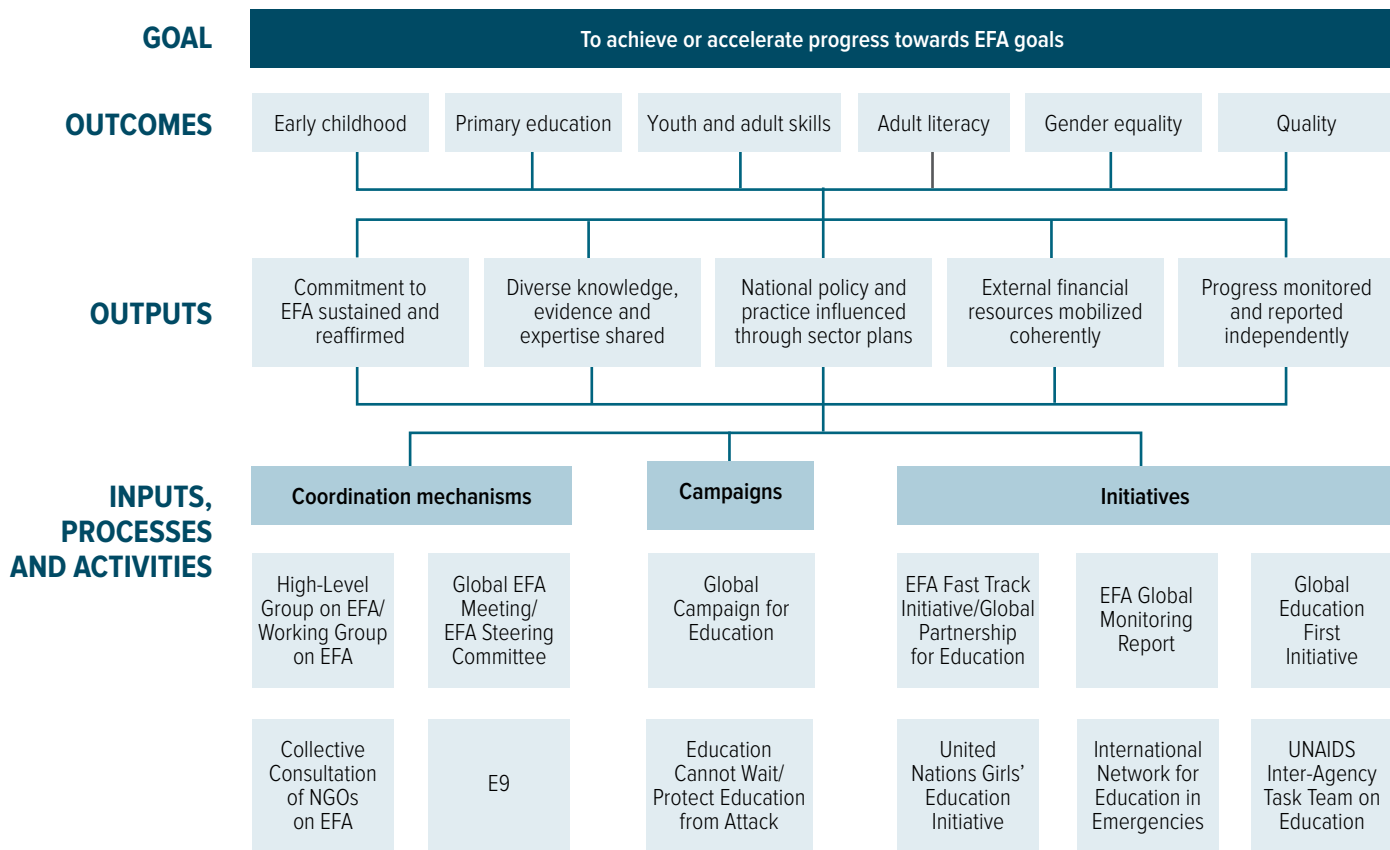 GOAL
To achieve or accelerate progress towards EFA goals
OUTCOMES
Early childhood
Primary education
Youth and adult skills
Adult literacy
Gender equality
Quality
OUTPUTS
Commitment to
EFA sustained and
reaffirmed
Diverse knowledge,
evidence and
expertise shared
National policy and
practice influenced
through sector plans
External financial
resources mobilized
coherently
Progress monitored
and reported
independently
INPUTS,
PROCESSES
AND ACTIVITIES
Coordination mechanisms
Campaigns
Initiatives
High-Level
Group on EFA/
Working Group
on EFA
Global EFA
Meeting/
EFA Steering
Committee
Global
Campaign for
Education
EFA Fast Track
Initiative/Global
Partnership
for Education
EFA Global
Monitoring
Report
Global
Education
First
Initiative
Collective
Consultation
of NGOs
on EFA
E9
Education
Cannot Wait/
Protect Education
from Attack
United
Nations Girls’
Education
Initiative
International
Network for
Education in
Emergencies
UNAIDS
Inter-Agency
Task Team on
Education